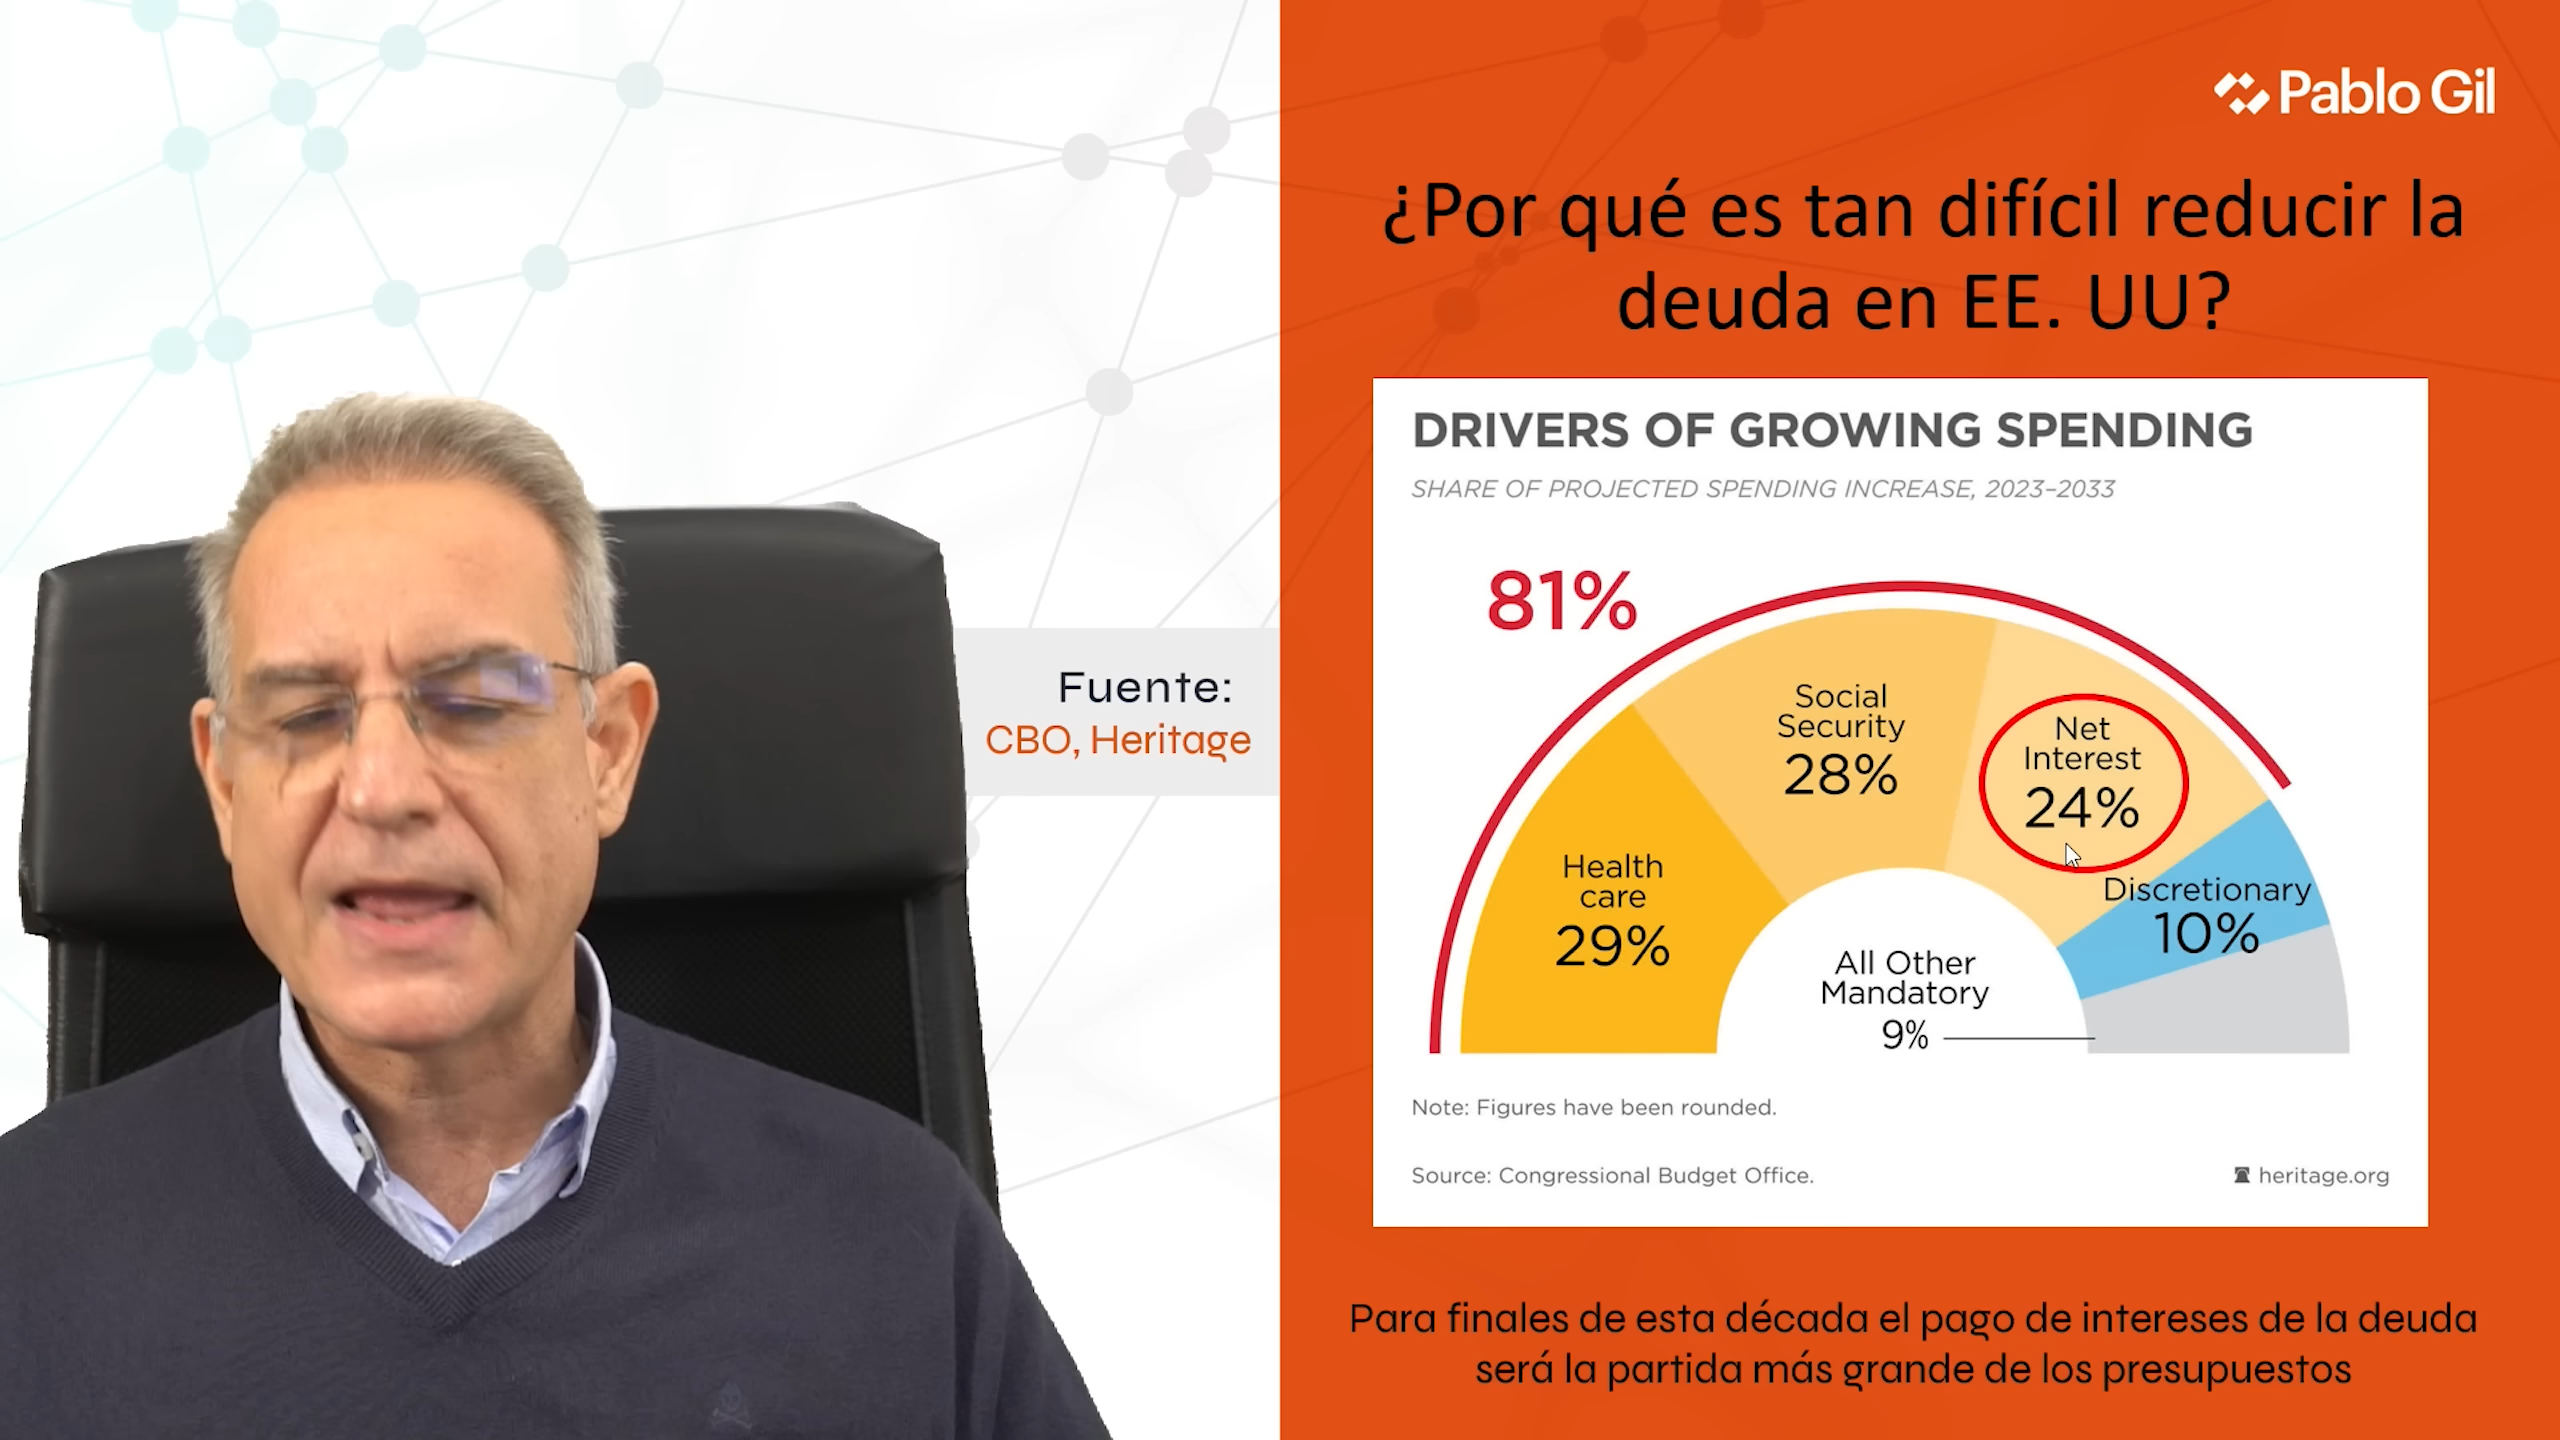 Pablo Gil
¿Por qué es tan difícil reducir la
deuda en EE. UU?
Fuente:
CBO, Heritage
DRIVERS OF GROWING SPENDING
SHARE OF PROJECTED SPENDING INCREASE, 2023–2033
81%
Health
care
29%
Social
Security
28%
Net
Interest
24%
Discretionary
10%
All Other
Mandatory
9%
Note: Figures have been rounded.
Source: Congressional Budget Office.
heritage.org
Para finales de esta década el pago de intereses de la deuda
será la partida más grande de los presupuestos